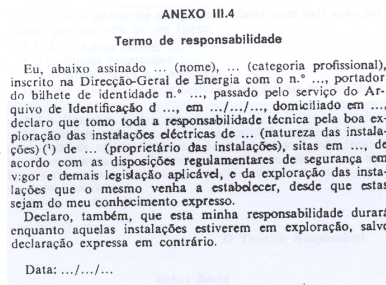 ANEXO III.4
Termo de responsabilidade
Eu, abaixo assinado ... (nome), ... (categoria profissional),
inscrito na Direcção-Geral de Energia com o n.° ..., portador
do bilhete de identidade n.° ..., passado pelo serviço do Ar-
quivo de Identificação d ..., em .../.../..., domiciliado em ...,
declaro que tomo toda a responsabilidade técnica pela boa ex-
ploração das instalações eléctricas de ... (natureza das instala-
ções) (¹) de ... (proprietário das instalações), sitas em ..., de
acordo com as disposições regulamentares de segurança em
v:gor e demais legislação aplicável, e da exploração das insta-
lações que o mesmo venha a estabelecer, desde que estas
sejam do meu conhecimento expresso.
Declaro, também, que esta minha responsabilidade durará
enquanto aquelas instalações estiverem em exploração, salvo
declaração expressa em contrário.
Data: .../.../...